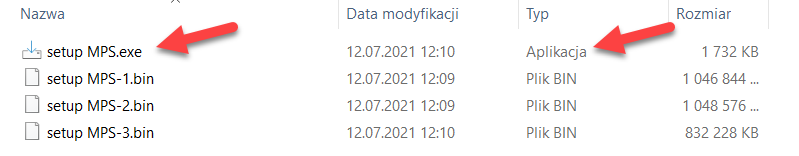 Nazwa Data modyfikacji Typ Rozmiar
setup MPS.exe 12.07.2021 12:10 Aplikacja 1 732 KB
setup MPS-1.bin 12.07.2021 12:09 Plik BIN 1 046 844 ...
setup MPS-2.bin 12.07.2021 12:09 Plik BIN 1 048 576 ...
setup MPS-3.bin 12.07.2021 12:10 Plik BIN 832 228 KB